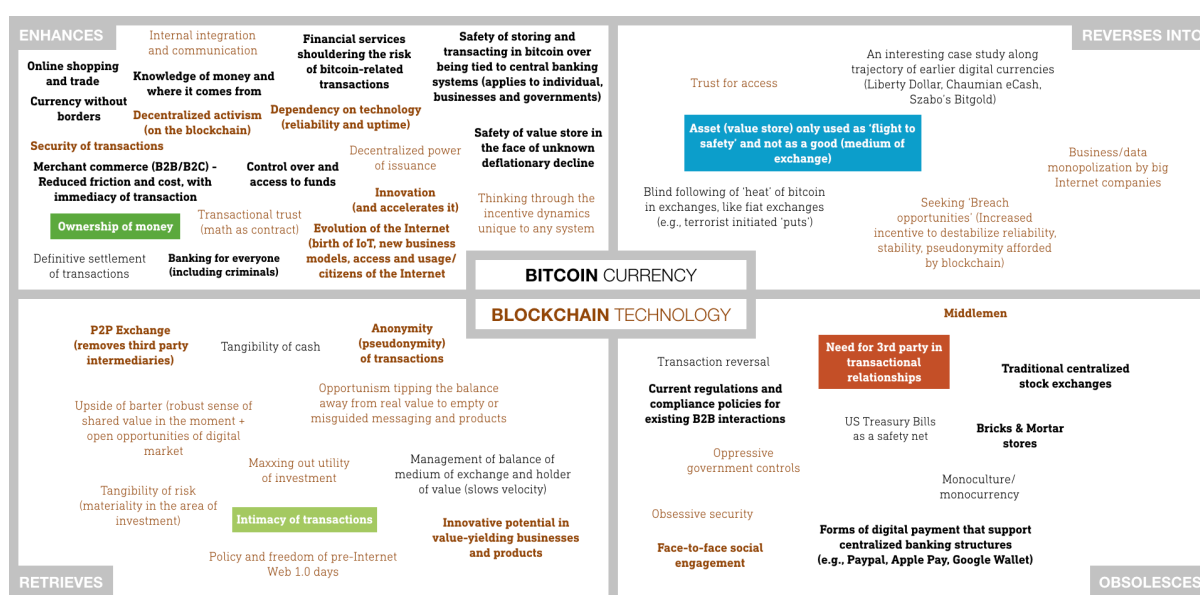 ENHANCES
Internal integration
and communication
Online shopping
and trade
Knowledge of money and
where it comes from
Financial services
shouldering the risk
of bitcoin-related
transactions
Safety of storing and
transacting in bitcoin over
being tied to central banking
systems (applies to individual,
businesses and governments)
Currency without
borders
Decentralized activism
(on the blockchain)
Dependency on technology
(reliability and uptime)
Security of transactions
Decentralized power
of issuance
Safety of value store in
the face of unknown
deflationary decline
Merchant commerce (B2B/B2C) –
Reduced friction and cost, with
immediacy of transaction
Control over and
access to funds
Innovation
(and accelerates it)
Thinking through the
incentive dynamics
unique to any system
Ownership of money
Transactional trust
(math as contract)
Evolution of the Internet
(birth of IoT, new business
models, access and usage/
citizens of the Internet
Definitive settlement
of transactions
Banking for everyone
(including criminals)
REVERSES INTO
Trust for access
An interesting case study along
trajectory of earlier digital currencies
(Liberty Dollar, Chaumian eCash,
Szabo's Bitgold)
Asset (value store) only used as 'flight to
safety' and not as a good (medium of
exchange)
Business/data
monopolization by big
Internet companies
Blind following of 'heat' of bitcoin
in exchanges, like fiat exchanges
(e.g., terrorist initiated 'puts')
Seeking 'Breach
opportunities' (Increased
incentive to destabilize reliability,
stability, pseudonymity afforded
by blockchain)
BITCOIN CURRENCY
BLOCKCHAIN TECHNOLOGY
P2P Exchange
(removes third party
intermediaries)
Tangibility of cash
Anonymity
(pseudonymity)
of transactions
Opportunism tipping the balance
away from real value to empty or
misguided messaging and products
Upside of barter (robust sense of
shared value in the moment +
open opportunities of digital
market
Maxxing out utility
of investment
Management of balance of
medium of exchange and holder
of value (slows velocity)
Tangibility of risk
(materiality in the area of
investment)
Intimacy of transactions
Innovative potential in
value-yielding businesses
and products
Policy and freedom of pre-Internet
Web 1.0 days
RETRIEVES
Middlemen
Transaction reversal
Need for 3rd party in
transactional
relationships
Traditional centralized
stock exchanges
Current regulations and
compliance policies for
existing B2B interactions
US Treasury Bills
as a safety net
Bricks & Mortar
stores
Oppressive
government controls
Monoculture/
monocurrency
Obsessive security
Forms of digital payment that support
centralized banking structures
(e.g., Paypal, Apple Pay, Google Wallet)
Face-to-face social
engagement
OBSOLESCES